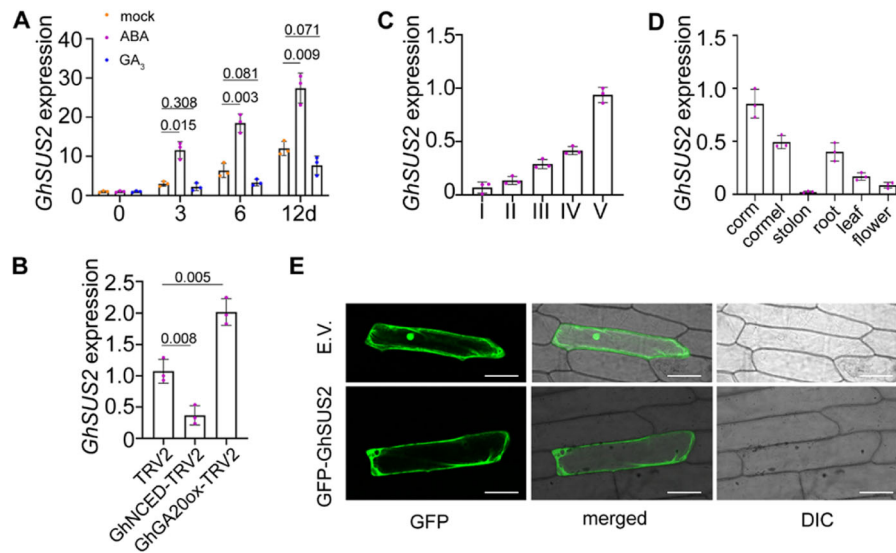 A
GhSUS2 expression
40
30
20
10
0
mock
ABA
GA3
0.308
0.015
0.081
0.003
0.071
0.009
0 3 6 12d
C
GhSUS2 expression
1.5
1.0
0.5
0.0
I II III IV V
D
GhSUS2 expression
1.5
1.0
0.5
0.0
corm cormel stolon root leaf flower
B
GhSUS2 expression
2.5
2.0
1.5
1.0
0.5
0
0.005
0.008
TRV2 GhNCED-TRV2 GhGA20ox-TRV2
E
E.V.
GFP-GhSUS2
GFP merged DIC